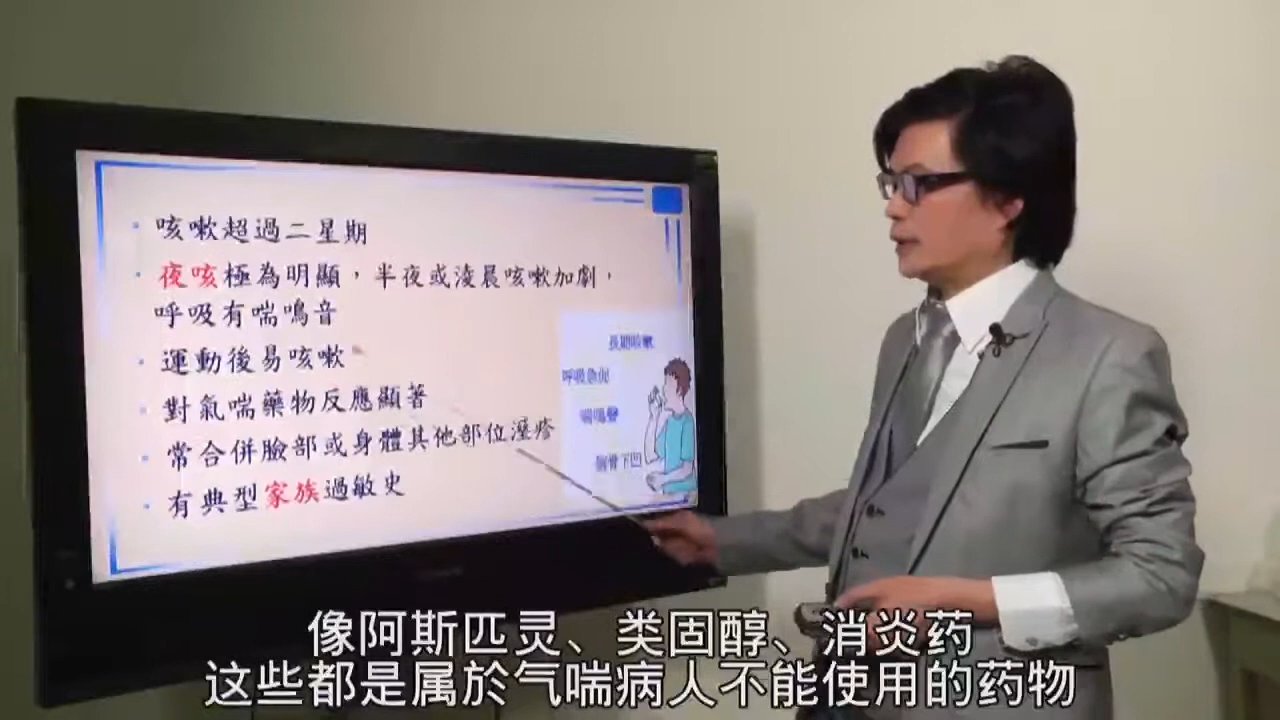 咳嗽超過二星期
夜咳極為明顯，半夜或淩晨咳嗽加劇，
呼吸有喘鳴音
運動後易咳嗽
對氣喘藥物反應顯著
常合併臉部或身體其他部位溼疹
有典型家族過敏史
長期咳嗽
呼吸急促
喘鳴聲
胸骨下凹
像阿斯匹灵、类固醇、消炎药
这些都是属於气喘病人不能使用的药物